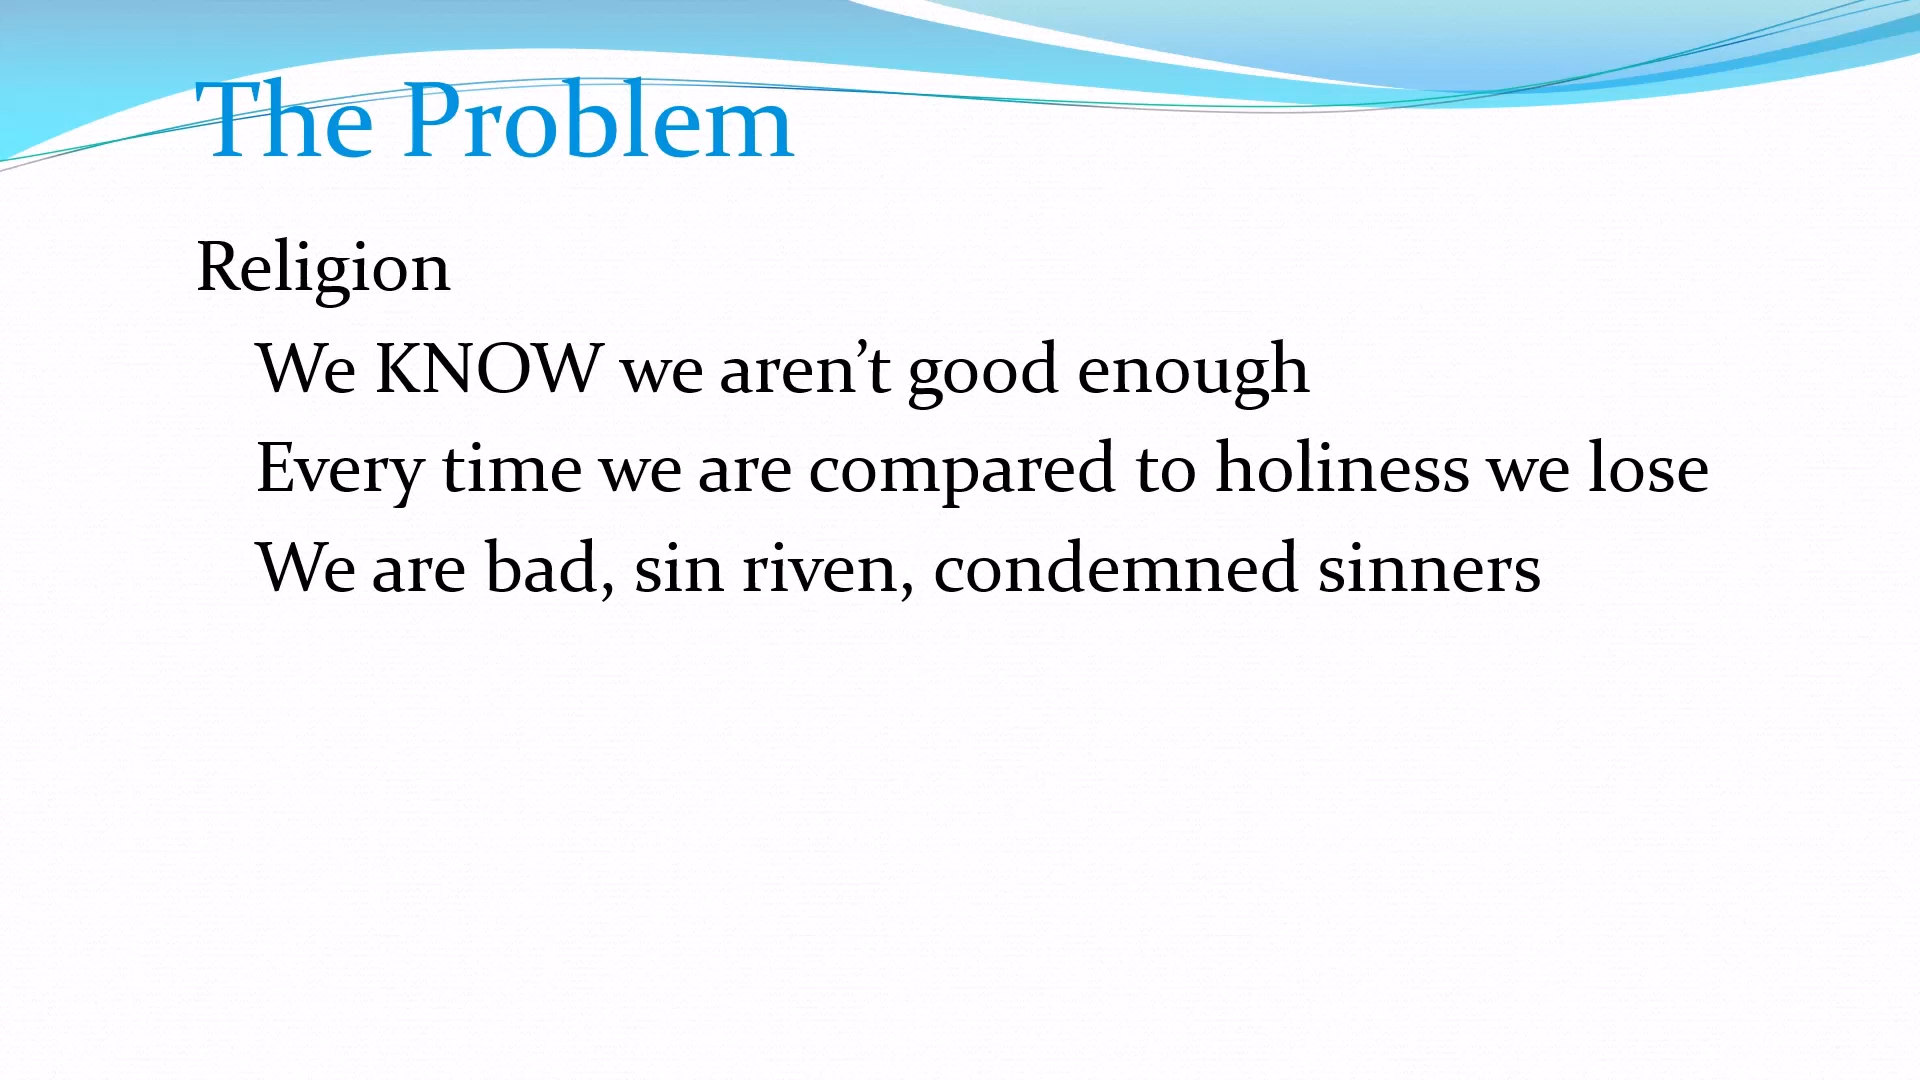 The Problem
Religion
We KNOW we aren’t good enough
Every time we are compared to holiness we lose
We are bad, sin riven, condemned sinners